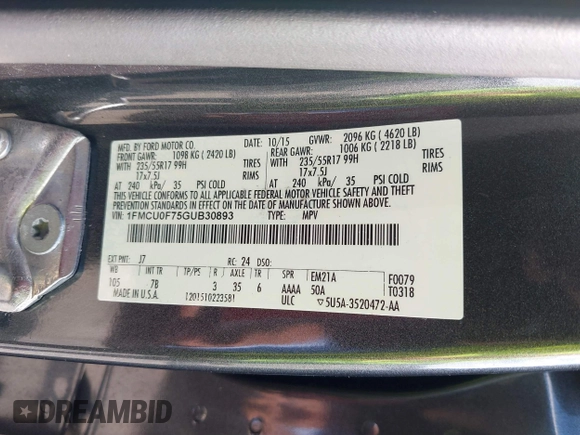 MFD. BY FORD MOTOR CO. 10/15 GVWR: 2096 KG ( 4620 LB)
FRONT GAWR: 1098 KG ( 2420 LB) REAR GAWR: 1006 KG ( 2218 LB)
WITH 235/55R17 99H TIRES WITH 235/55R17 99H TIRES
17x7.5J RIMS 17x7.5J RIMS
AT 240 kPa/ 35 PSI COLD AT 240 kPa/ 35 PSI COLD
THIS VEHICLE CONFORMS TO ALL APPLICABLE FEDERAL MOTOR VEHICLE SAFETY AND THEFT
PREVENTION STANDARDS IN EFFECT ON THE DATE OF MANUFACTURE SHOWN ABOVE.
VIN: 1FMCU0F75GUB30893 TYPE: MPV
EXT PNT: J7 RC: 24 DSO:
WB INT TR TP/PS R AXLE TR SPR EM21A F0079
105 7B 3 35 6 AAAA 50A T0318
MADE IN U.S.A. 12015102235B1 ULC ▽5U5A-3520472-AA
DREAMBID